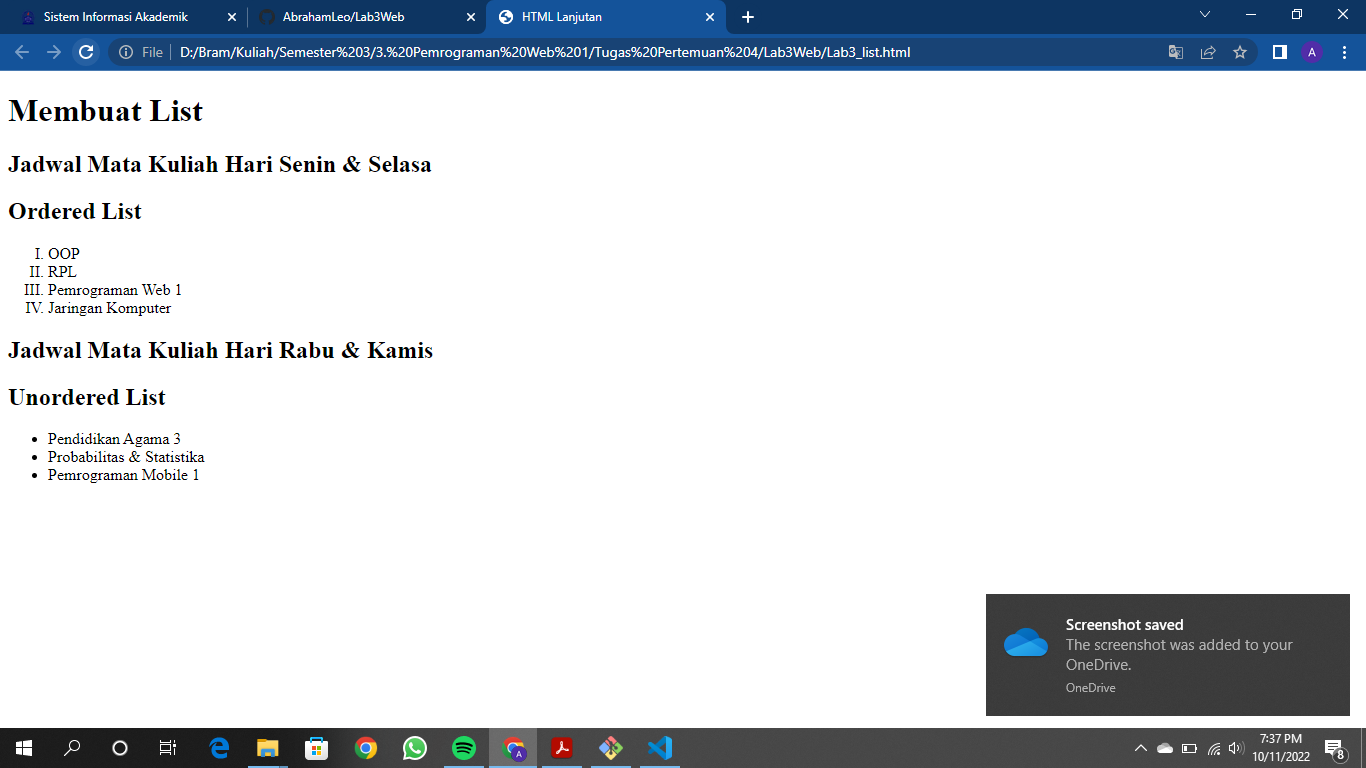 Sistem Informasi Akademik
AbrahamLeo/Lab3Web
HTML Lanjutan
File
D:/Bram/Kuliah/Semester%203/3.%20Pemrograman%20Web%201/Tugas%20Pertemuan%204/Lab3Web/Lab3_list.html
A
Membuat List
Jadwal Mata Kuliah Hari Senin & Selasa
Ordered List
I. OOP
II. RPL
III. Pemrograman Web 1
IV. Jaringan Komputer
Jadwal Mata Kuliah Hari Rabu & Kamis
Unordered List
• Pendidikan Agama 3
• Probabilitas & Statistika
• Pemrograman Mobile 1
Screenshot saved
The screenshot was added to your
OneDrive.
OneDrive
A
7:37 PM
10/11/2022
8